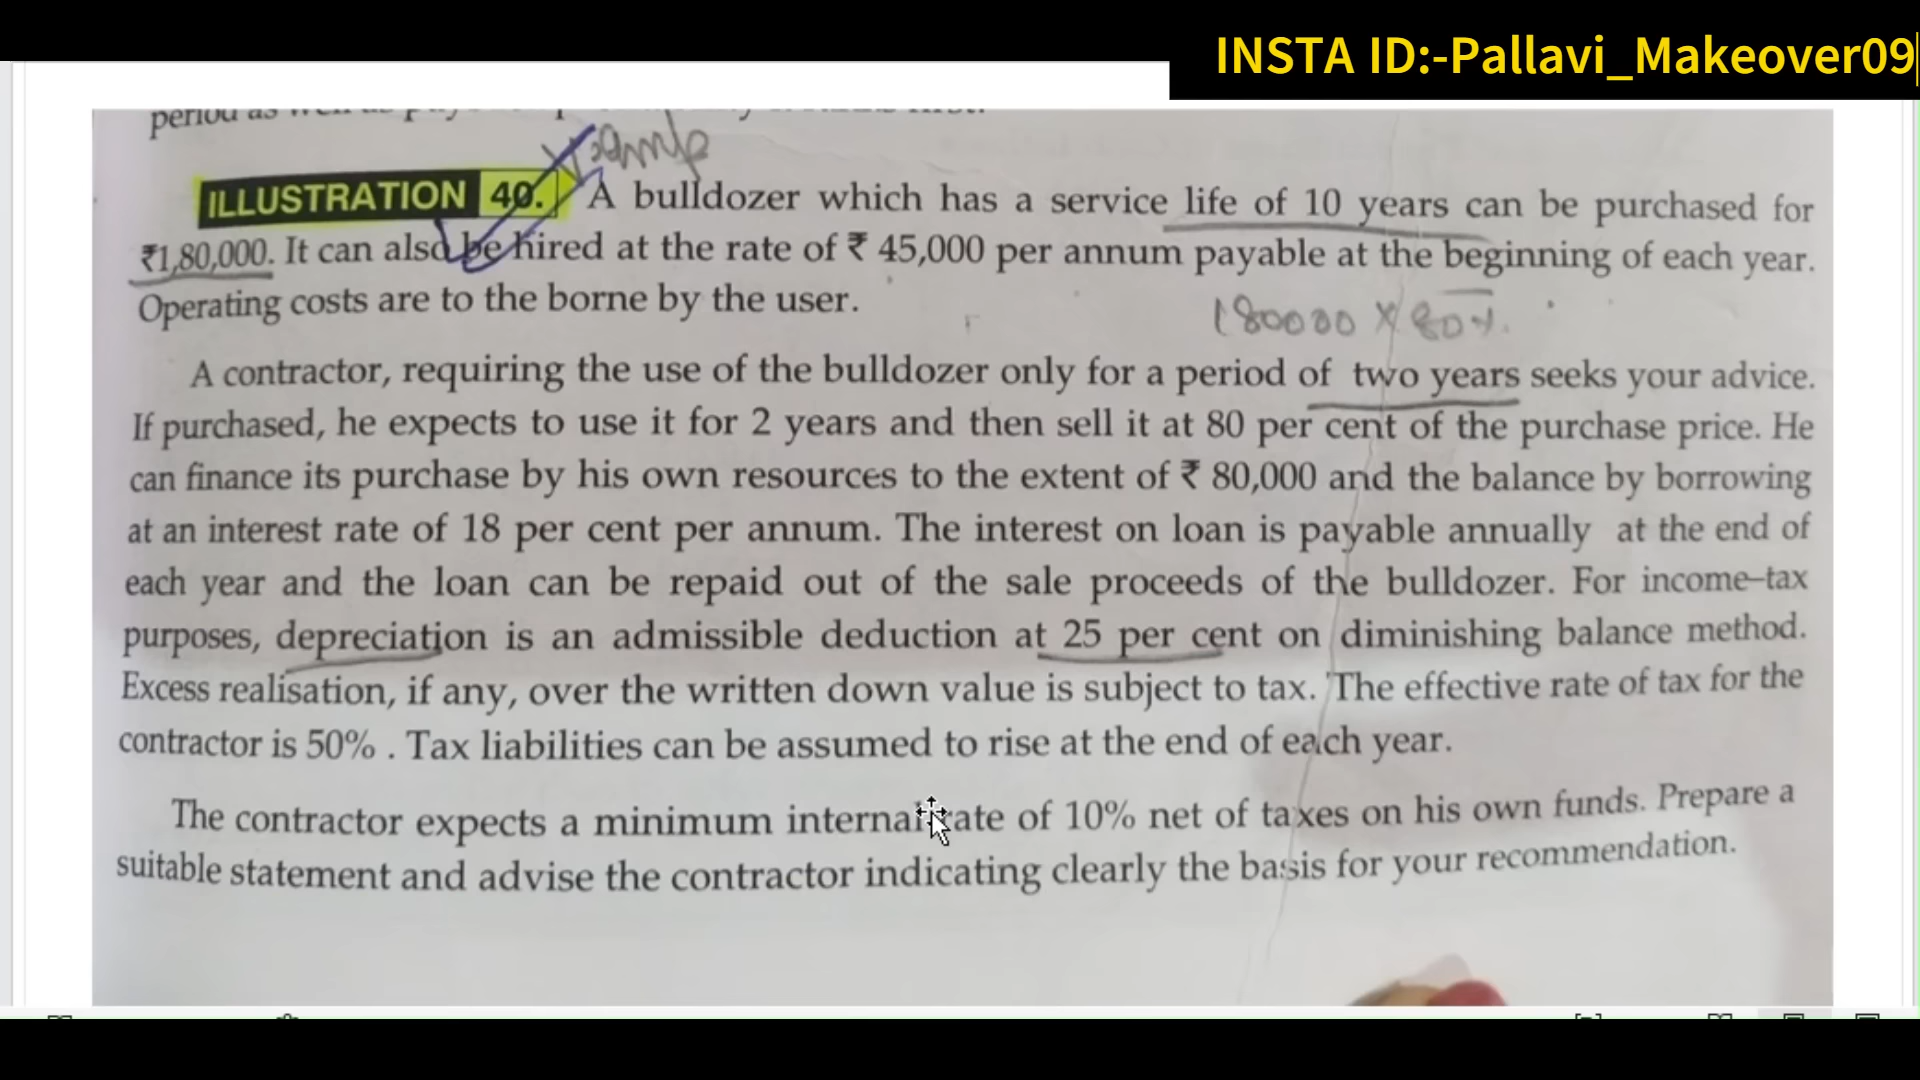 INSTA ID:-Pallavi_Makeover09
ILLUSTRATION 40. A bulldozer which has a service life of 10 years can be purchased for
₹1,80,000. It can also be hired at the rate of ₹ 45,000 per annum payable at the beginning of each year.
Operating costs are to the borne by the user.
180000 × 80%.
A contractor, requiring the use of the bulldozer only for a period of two years seeks your advice.
If purchased, he expects to use it for 2 years and then sell it at 80 per cent of the purchase price. He
can finance its purchase by his own resources to the extent of ₹ 80,000 and the balance by borrowing
at an interest rate of 18 per cent per annum. The interest on loan is payable annually at the end of
each year and the loan can be repaid out of the sale proceeds of the bulldozer. For income–tax
purposes, depreciation is an admissible deduction at 25 per cent on diminishing balance method.
Excess realisation, if any, over the written down value is subject to tax. The effective rate of tax for the
contractor is 50% . Tax liabilities can be assumed to rise at the end of each year.
The contractor expects a minimum internal rate of 10% net of taxes on his own funds. Prepare a
suitable statement and advise the contractor indicating clearly the basis for your recommendation.